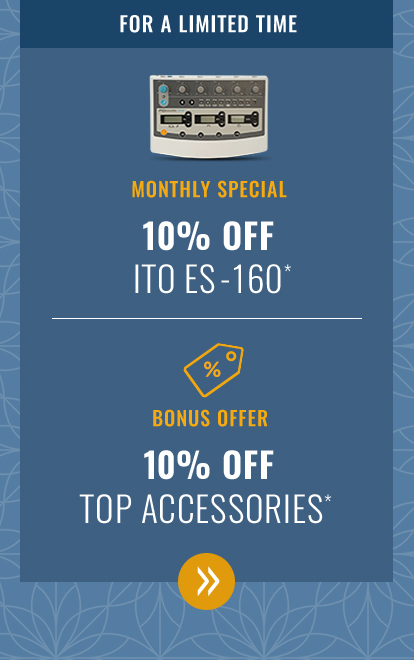 FOR A LIMITED TIME
MONTHLY SPECIAL
10% OFF
ITO ES-160*
%
BONUS OFFER
10% OFF
TOP ACCESSORIES*